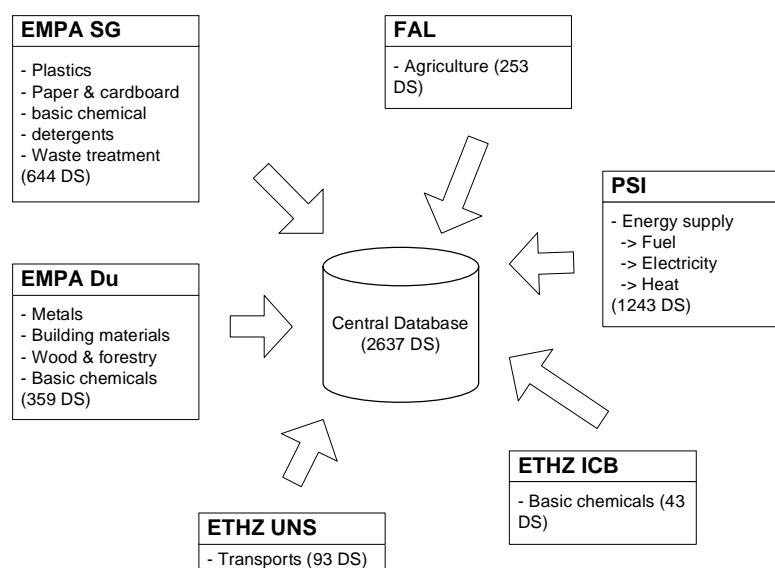 EMPA SG
- Plastics
- Paper & cardboard
- basic chemical
- detergents
- Waste treatment
(644 DS)
FAL
- Agriculture (253
DS)
PSI
- Energy supply
-> Fuel
-> Electricity
-> Heat
(1243 DS)
EMPA Du
- Metals
- Building materials
- Wood & forestry
- Basic chemicals
(359 DS)
Central Database
(2637 DS)
ETHZ ICB
- Basic chemicals (43
DS)
ETHZ UNS
- Transports (93 DS)